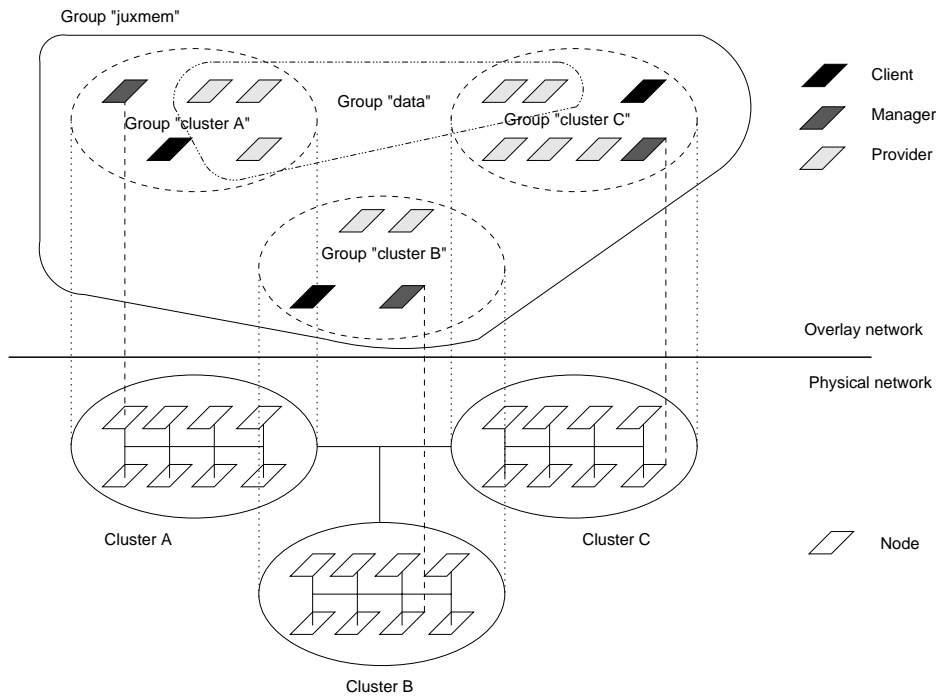 Group "juxmem"
Client
Group "data"
Manager
Group "cluster A"
Group "cluster C"
Provider
Group "cluster B"
Overlay network
Physical network
Cluster A
Cluster C
Node
Cluster B